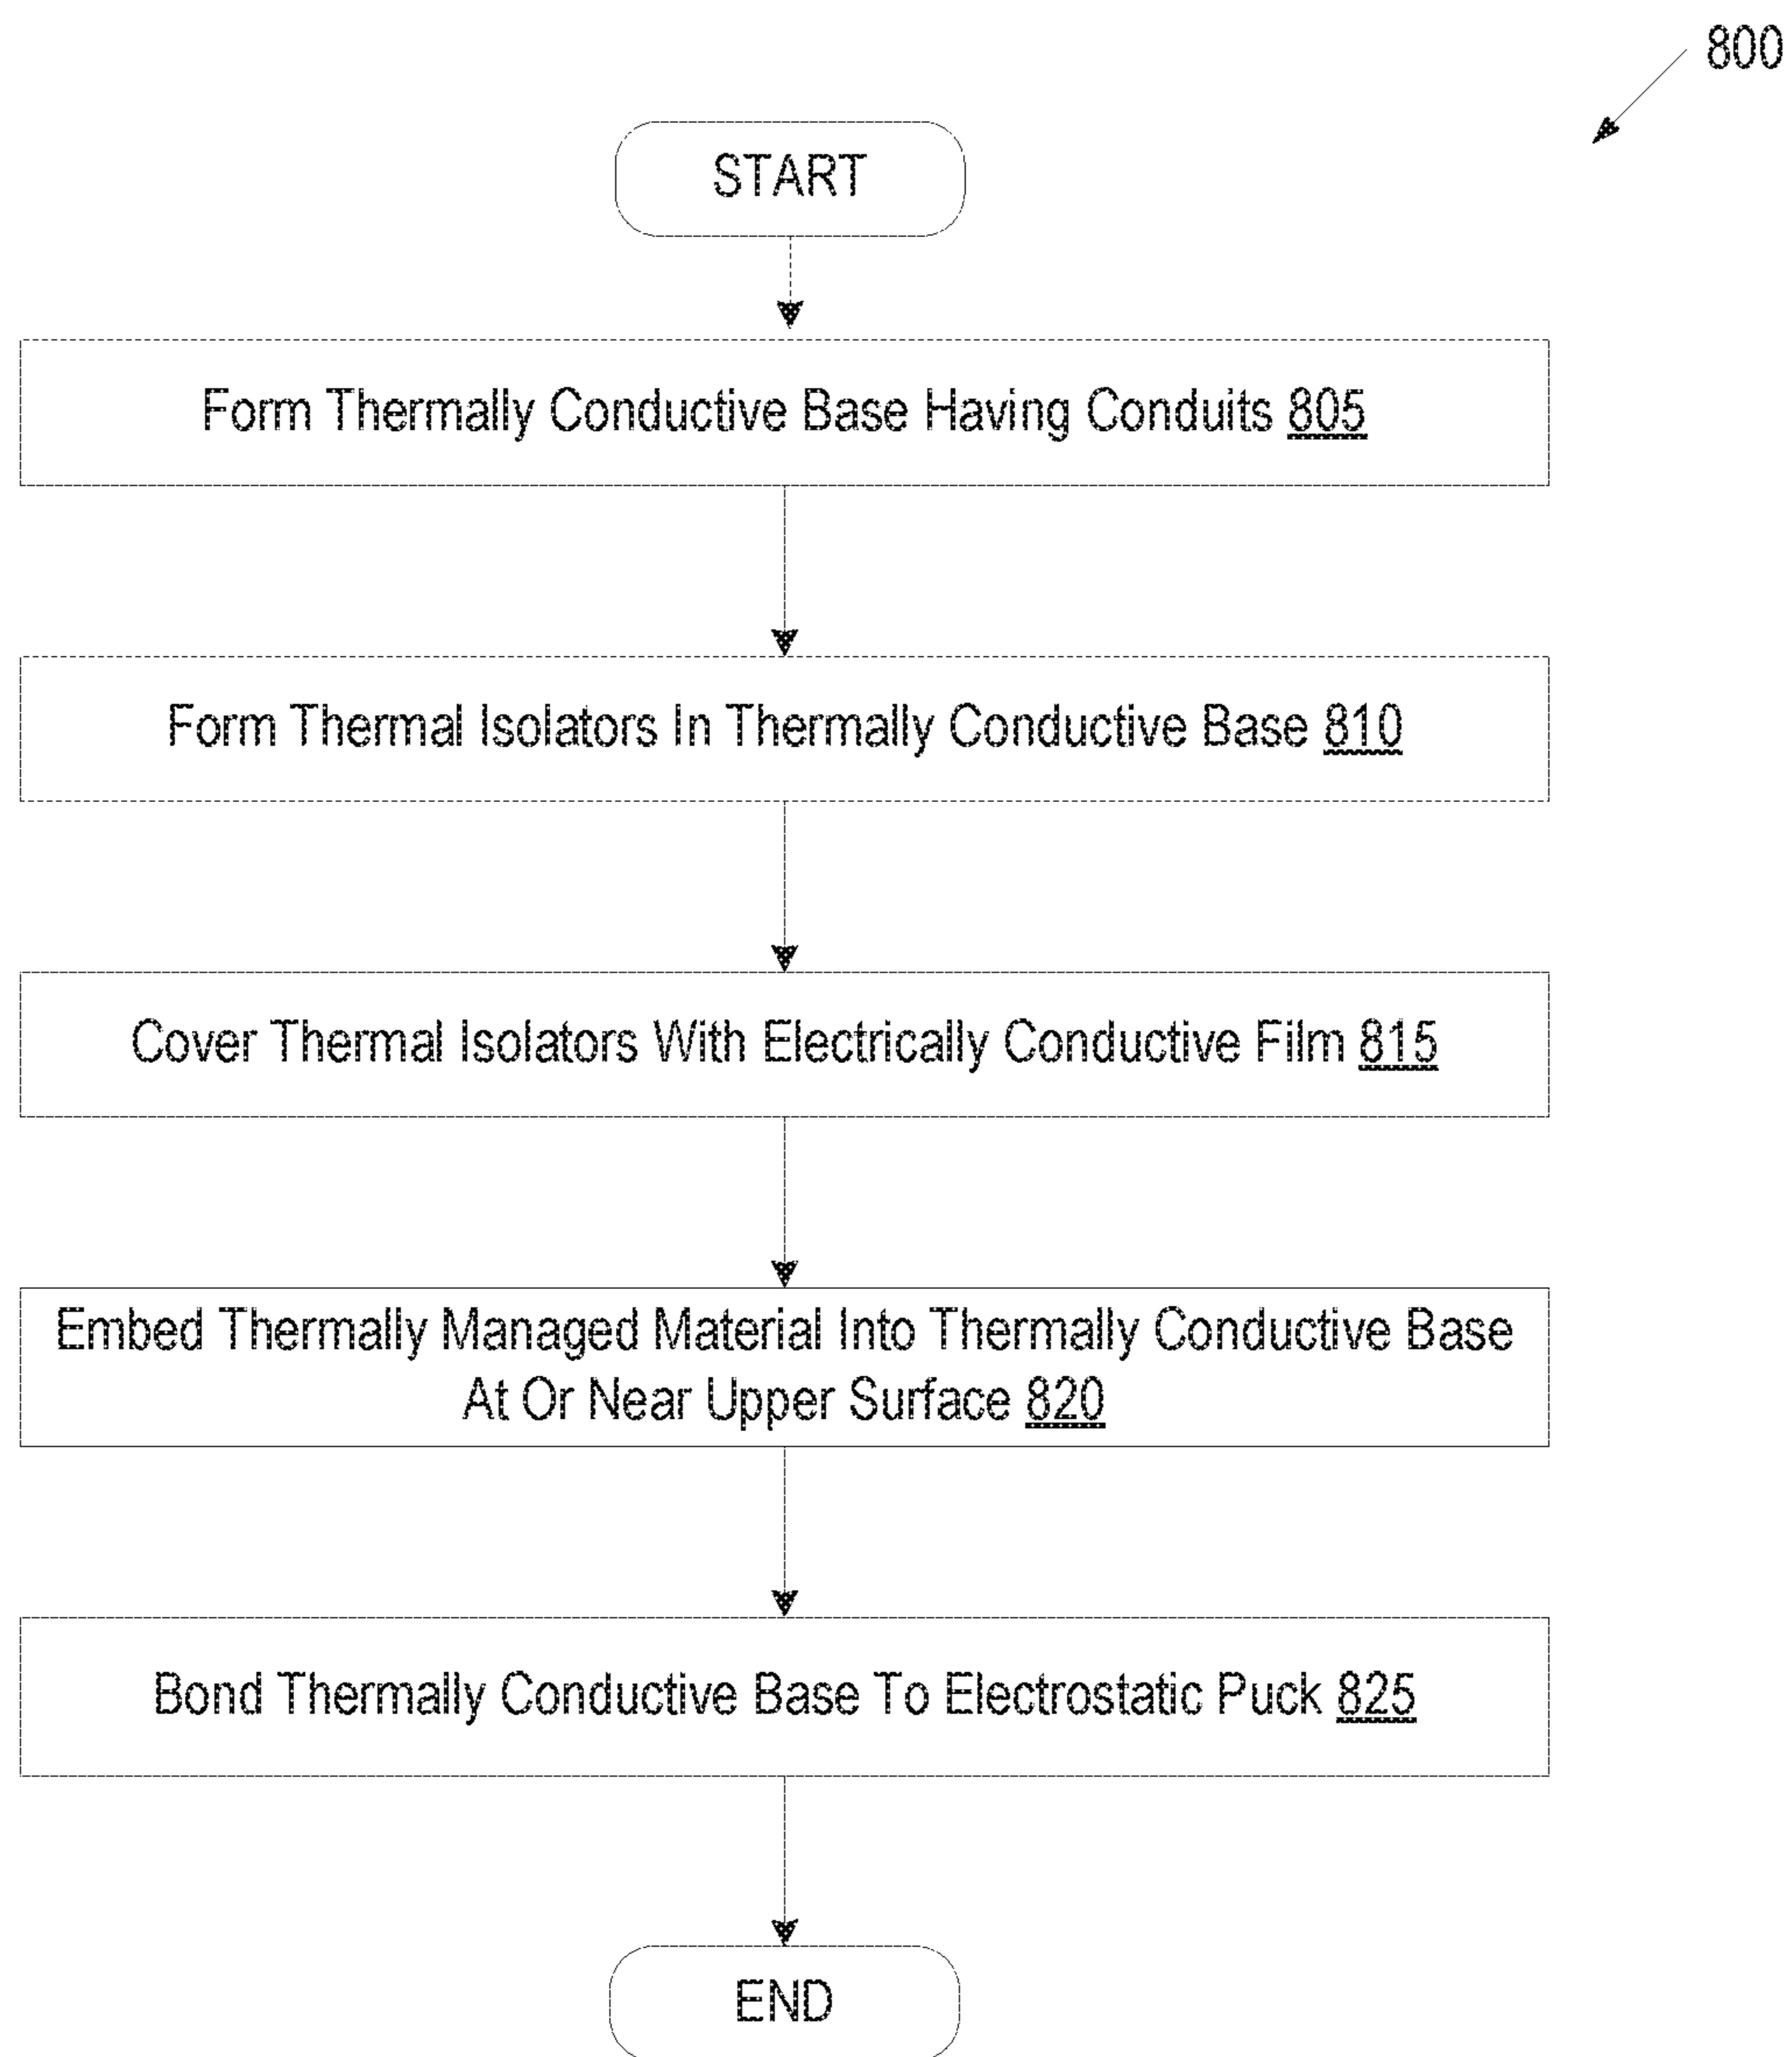 800
START
Form Thermally Conductive Base Having Conduits 805
Form Thermal Isolators In Thermally Conductive Base 810
Cover Thermal Isolators With Electrically Conductive Film 815
Embed Thermally Managed Material Into Thermally Conductive Base
At Or Near Upper Surface 820
Bond Thermally Conductive Base To Electrostatic Puck 825
END